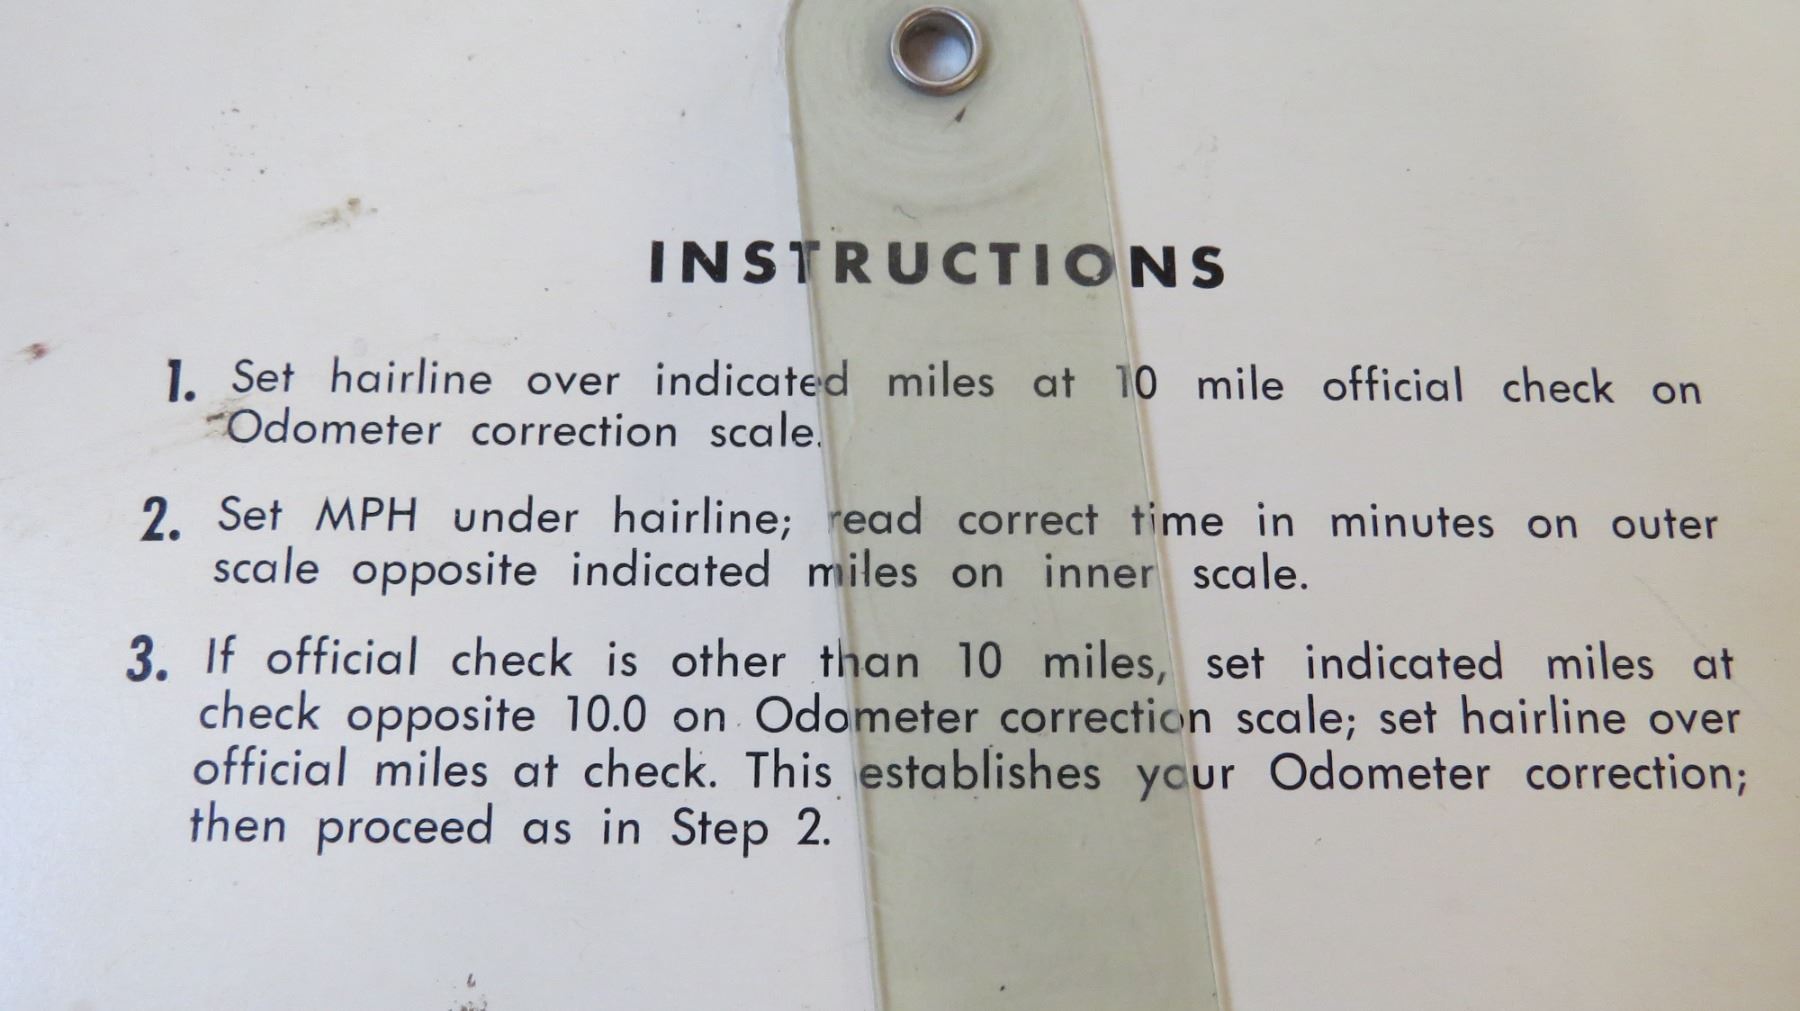 INSTRUCTIONS
1. Set hairline over indicated miles at 10 mile official check on
Odometer correction scale.
2. Set MPH under hairline; read correct time in minutes on outer
scale opposite indicated miles on inner scale.
3. If official check is other than 10 miles, set indicated miles at
check opposite 10.0 on Odometer correction scale; set hairline over
official miles at check. This establishes your Odometer correction;
then proceed as in Step 2.